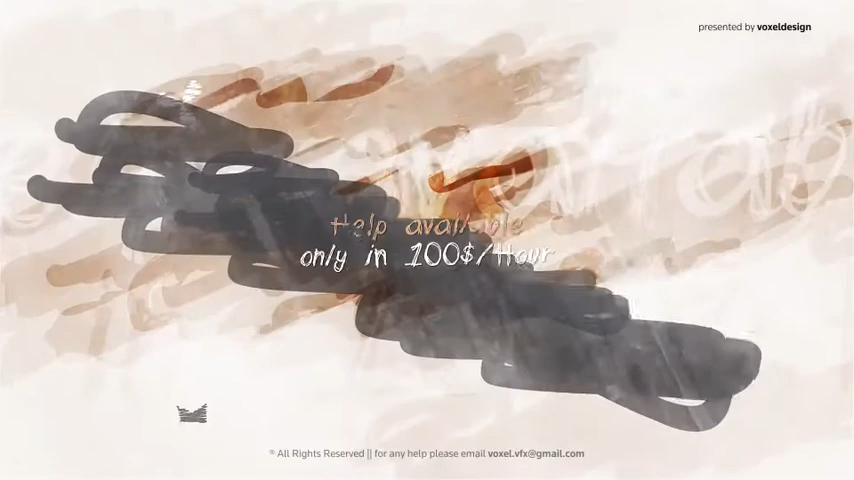 presented by voxeldesign
Help available
only in 100$/Hour
® All Rights Reserved || for any help please email voxel.vfx@gmail.com